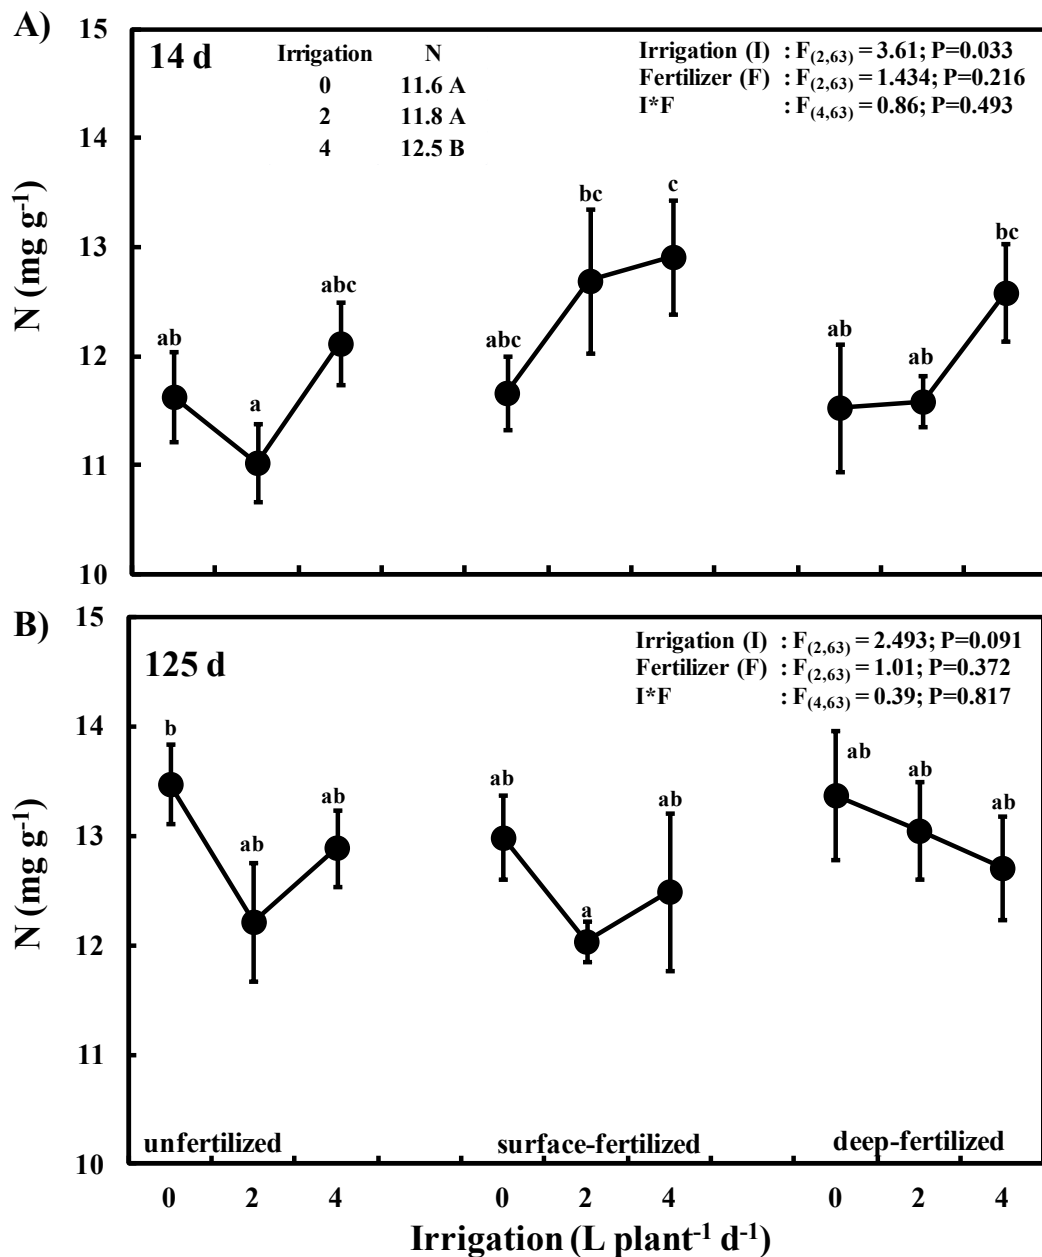 A)
15
14 d
Irrigation N
0 11.6 A
2 11.8 A
4 12.5 B
Irrigation (I) : F(2,63) = 3.61; P=0.033
Fertilizer (F) : F(2,63) = 1.434; P=0.216
I*F : F(4,63) = 0.86; P=0.493
14
13
12
11
10
N (mg g-1)
ab
a
abc
abc
bc
c
ab
ab
bc
B)
15
125 d
Irrigation (I) : F(2,63) = 2.493; P=0.091
Fertilizer (F) : F(2,63) = 1.01; P=0.372
I*F : F(4,63) = 0.39; P=0.817
14
13
12
11
10
N (mg g-1)
b
ab
ab
ab
a
ab
ab
ab
ab
unfertilized
surface-fertilized
deep-fertilized
0 2 4 0 2 4 0 2 4
Irrigation (L plant-1 d-1)